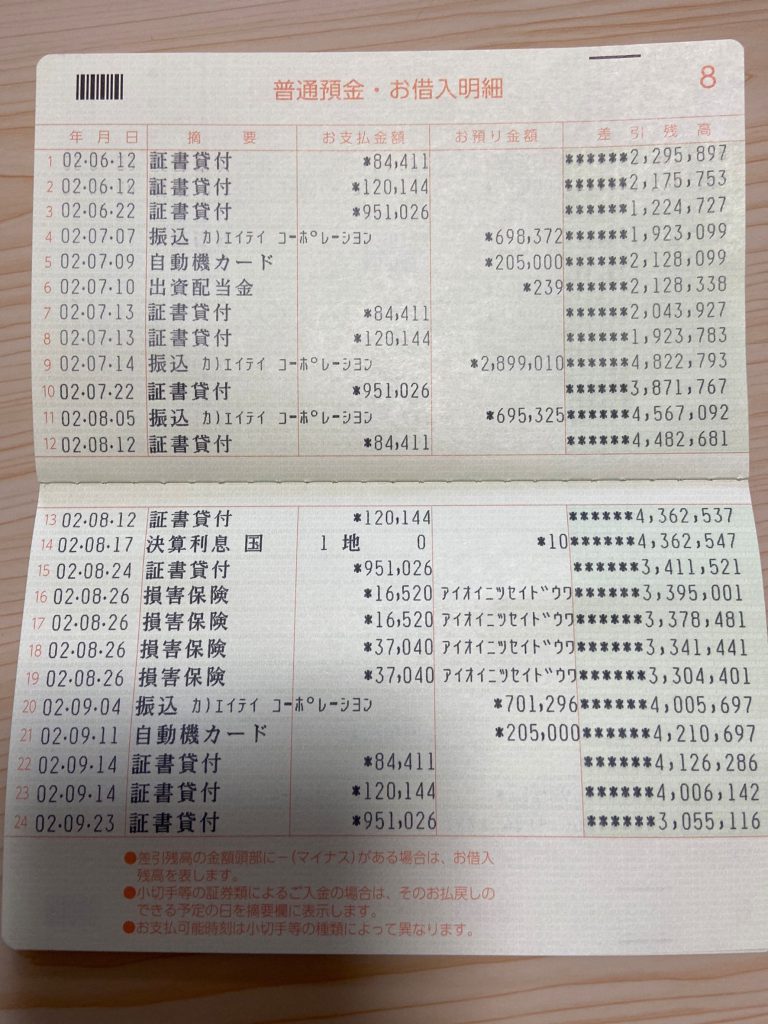 普通預金・お借入明細 8
年月日 摘要 お支払金額 お預り金額 差引残高
1 02-06-12 証書貸付 *84,411 ******2,295,897
2 02-06-12 証書貸付 *120,144 ******2,175,753
3 02-06-22 証書貸付 *951,026 ******1,224,727
4 02-07-07 振込 カ)エイテイ コーポレーシヨン *698,372 ******1,923,099
5 02-07-09 自動機カード *205,000 ******2,128,099
6 02-07-10 出資配当金 *239 ******2,128,338
7 02-07-13 証書貸付 *84,411 ******2,043,927
8 02-07-13 証書貸付 *120,144 ******1,923,783
9 02-07-14 振込 カ)エイテイ コーポレーシヨン *2,899,010 ******4,822,793
10 02-07-22 証書貸付 *951,026 ******3,871,767
11 02-08-05 振込 カ)エイテイ コーポレーシヨン *695,325 ******4,567,092
12 02-08-12 証書貸付 *84,411 ******4,482,681
13 02-08-12 証書貸付 *120,144 ******4,362,537
14 02-08-17 決算利息 国 1 地 0 *10 ******4,362,547
15 02-08-24 証書貸付 *951,026 ******3,411,521
16 02-08-26 損害保険 *16,520 アイオイニツセイドウワ ******3,395,001
17 02-08-26 損害保険 *16,520 アイオイニツセイドウワ ******3,378,481
18 02-08-26 損害保険 *37,040 アイオイニツセイドウワ ******3,341,441
19 02-08-26 損害保険 *37,040 アイオイニツセイドウワ ******3,304,401
20 02-09-04 振込 カ)エイテイ コーポレーシヨン *701,296 ******4,005,697
21 02-09-11 自動機カード *205,000 ******4,210,697
22 02-09-14 証書貸付 *84,411 ******4,126,286
23 02-09-14 証書貸付 *120,144 ******4,006,142
24 02-09-23 証書貸付 *951,026 ******3,055,116
●差引残高の金額頭部に−(マイナス)がある場合は、お借入
残高を表します。
●小切手等の証券類によるご入金の場合は、そのお払戻しの
できる予定の日を摘要欄に表示します。
●お支払可能時刻は小切手等の種類によって異なります。